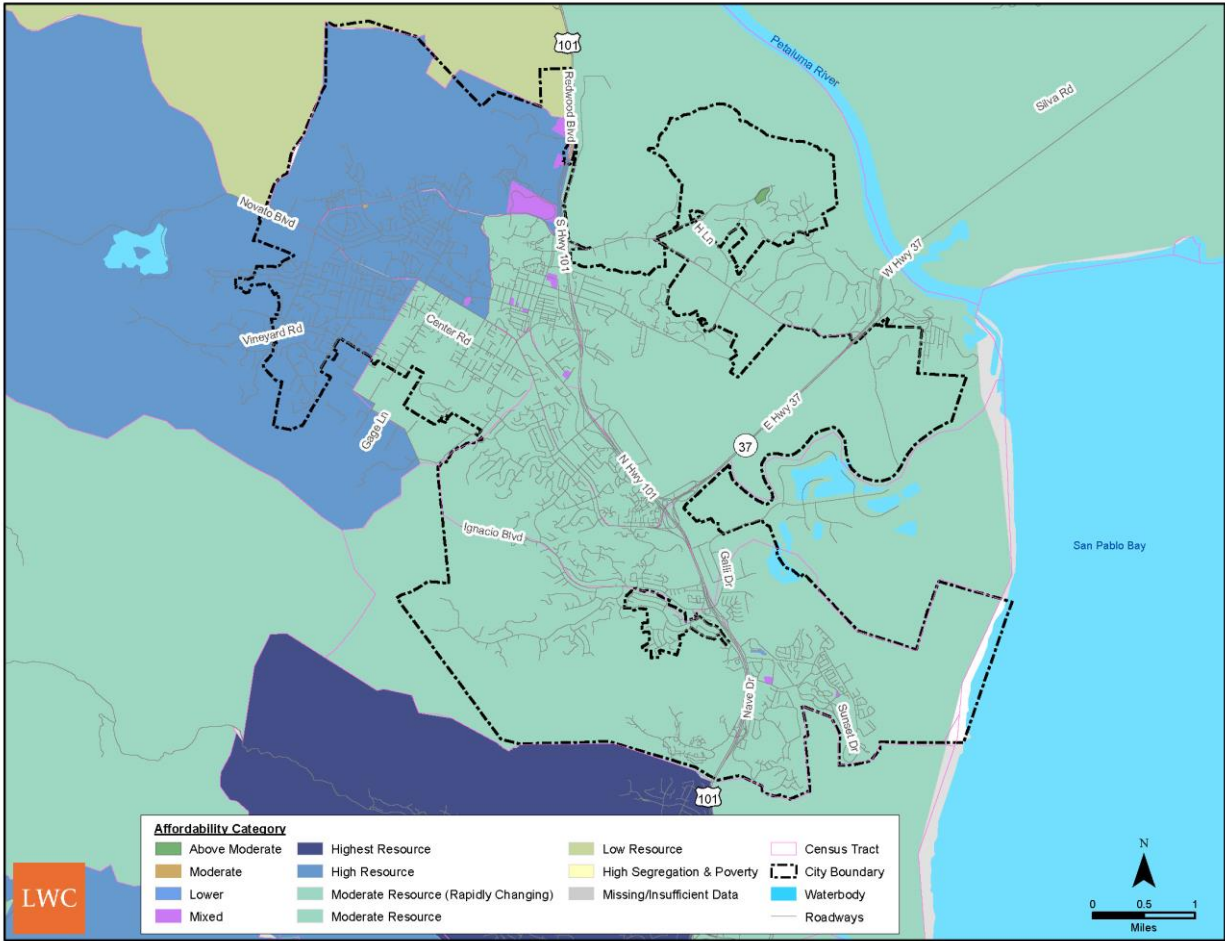 101
Petaluma River
Redwood Blvd
Silva Rd
Novato Blvd
S Hwy 101
H Ln
W Hwy 37
Vineyard Rd
Center Rd
Gage Ln
E Hwy 37
37
N Hwy 101
Ignacio Blvd
Galli Dr
San Pablo Bay
Nave Dr
Sunset Dr
101
Affordability Category
Above Moderate
Moderate
Lower
Mixed
Highest Resource
High Resource
Moderate Resource (Rapidly Changing)
Moderate Resource
Low Resource
High Segregation & Poverty
Missing/Insufficient Data
Census Tract
City Boundary
Waterbody
Roadways
LWC
N
0 0.5 1
Miles